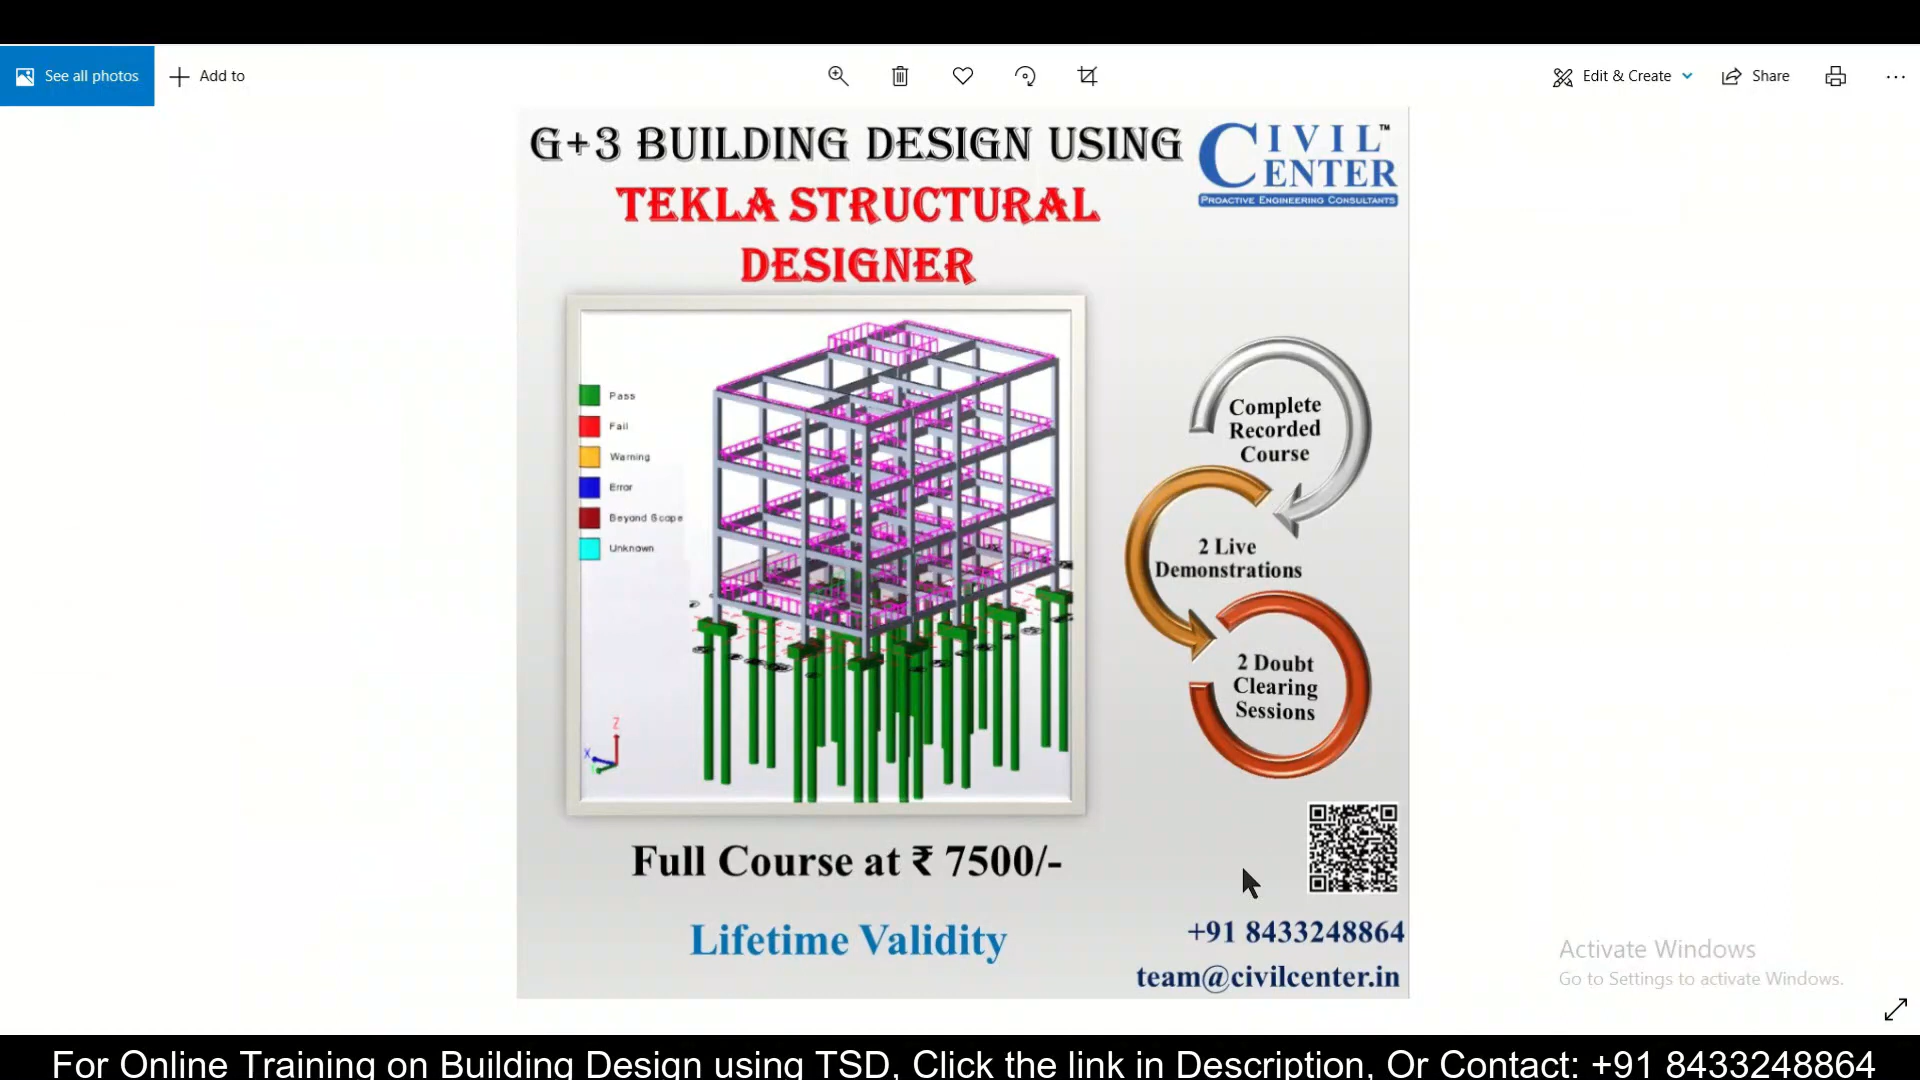 See all photos
Add to
Edit & Create
Share
G+3 BUILDING DESIGN USING
TEKLA STRUCTURAL
DESIGNER
CIVIL™
CENTER
PROACTIVE ENGINEERING CONSULTANTS
Pass
Fail
Warning
Error
Beyond Scope
Unknown
Z
X
Complete
Recorded
Course
2 Live
Demonstrations
2 Doubt
Clearing
Sessions
Full Course at ₹ 7500/-
Lifetime Validity
+91 8433248864
team@civilcenter.in
Activate Windows
Go to Settings to activate Windows.
For Online Training on Building Design using TSD, Click the link in Description, Or Contact: +91 8433248864